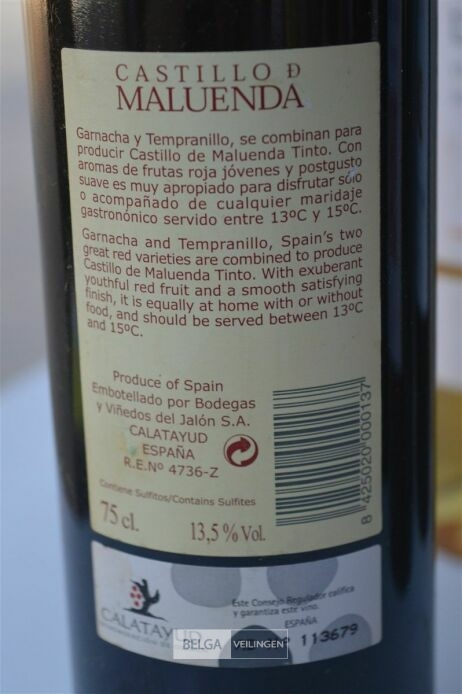 CASTILLO D
MALUENDA
Garnacha y Tempranillo, se combinan para
producir Castillo de Maluenda Tinto. Con
aromas de frutas roja jóvenes y postgusto
suave es muy apropiado para disfrutar sólo
o acompañado de cualquier maridaje
gastronónico servido entre 13ºC y 15ºC.
Garnacha and Tempranillo, Spain's two
great red varieties are combined to produce
Castillo de Maluenda Tinto. With exuberant
youthful red fruit and a smooth satisfying
finish, it is equally at home with or without
food, and should be served between 13ºC
and 15ºC.
Produce of Spain
Embotellado por Bodegas
y Viñedos del Jalón S.A.
CALATAYUD
ESPAÑA
R.E.Nº 4736-Z
Contiene Sulfitos/Contains Sulfites
75 cl.
13,5 % Vol.
8 425020 000137
CALATAYUD
Este Consejo Regulador califica
y garantiza este vino.
ESPAÑA
113679
BELGA VEILINGEN